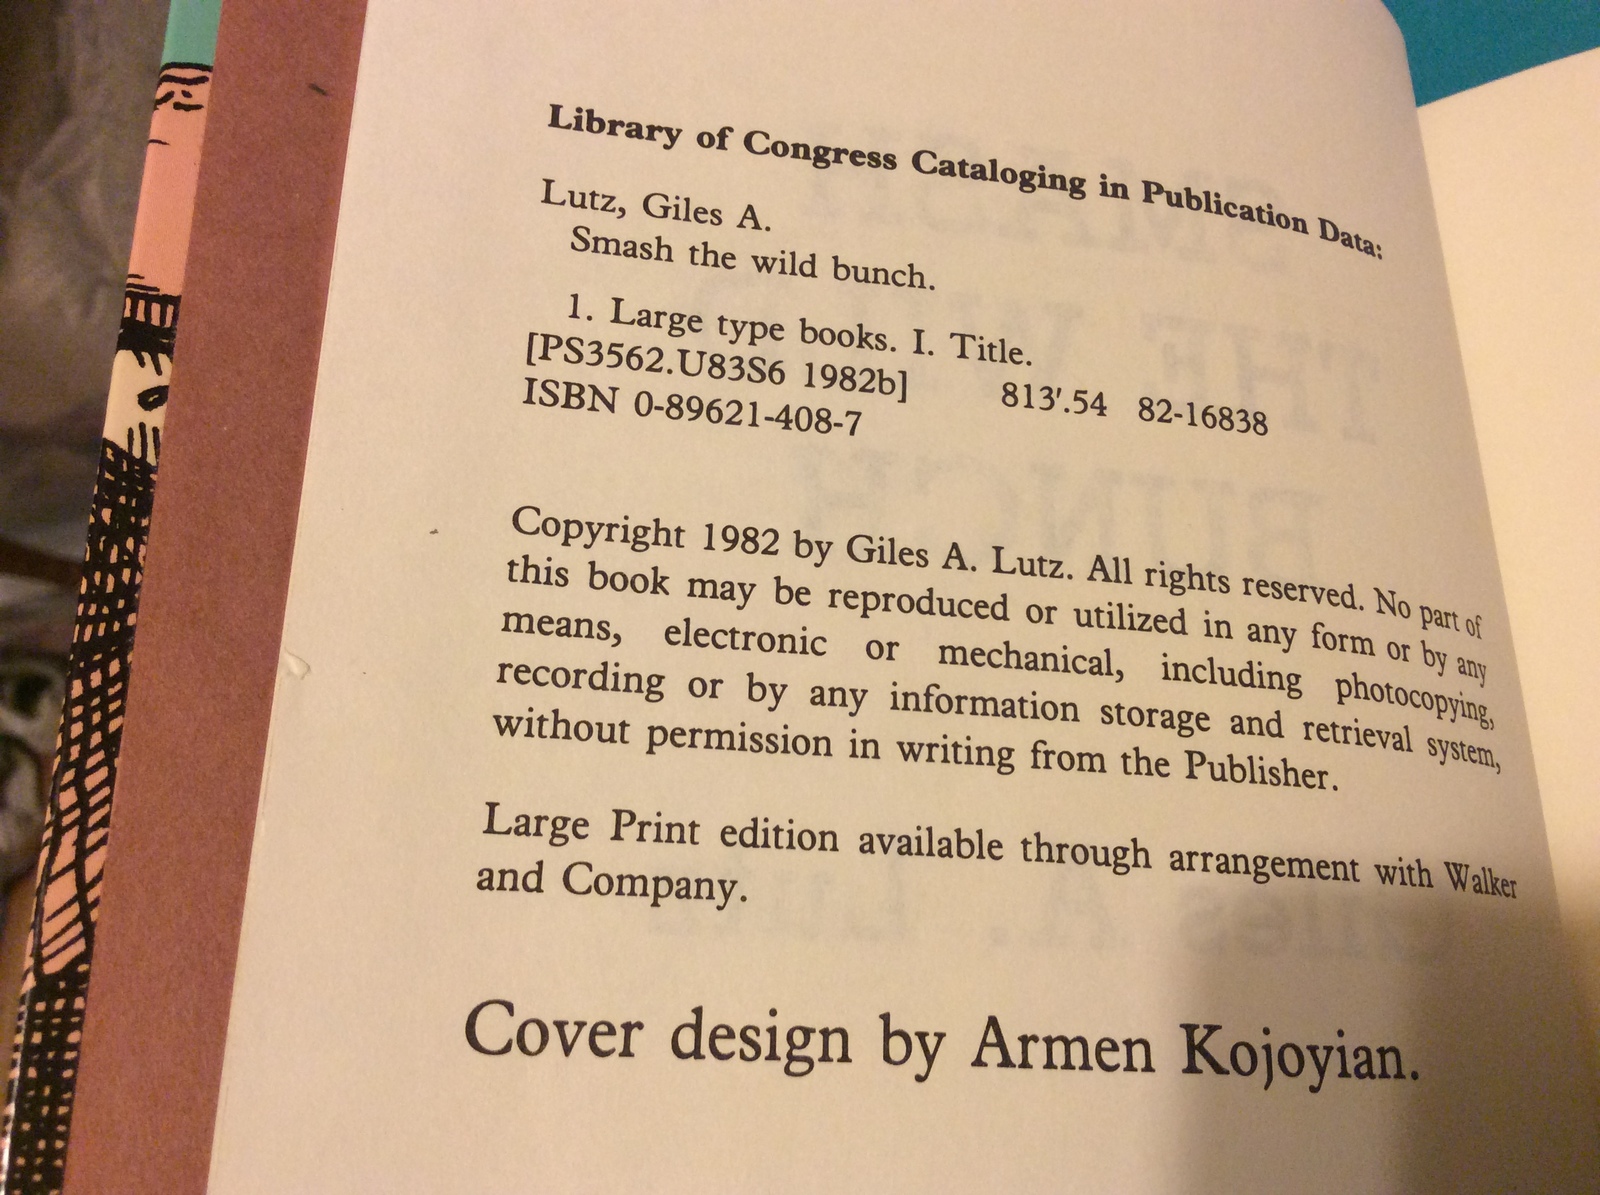 Library of Congress Cataloging in Publication Data:
Lutz, Giles A.
Smash the wild bunch.
1. Large type books. I. Title.
[PS3562.U83S6 1982b] 813'.54 82-16838
ISBN 0-89621-408-7
Copyright 1982 by Giles A. Lutz. All rights reserved. No part of
this book may be reproduced or utilized in any form or by any
means, electronic or mechanical, including photocopying,
recording or by any information storage and retrieval system,
without permission in writing from the Publisher.
Large Print edition available through arrangement with Walker
and Company.
Cover design by Armen Kojoyian.